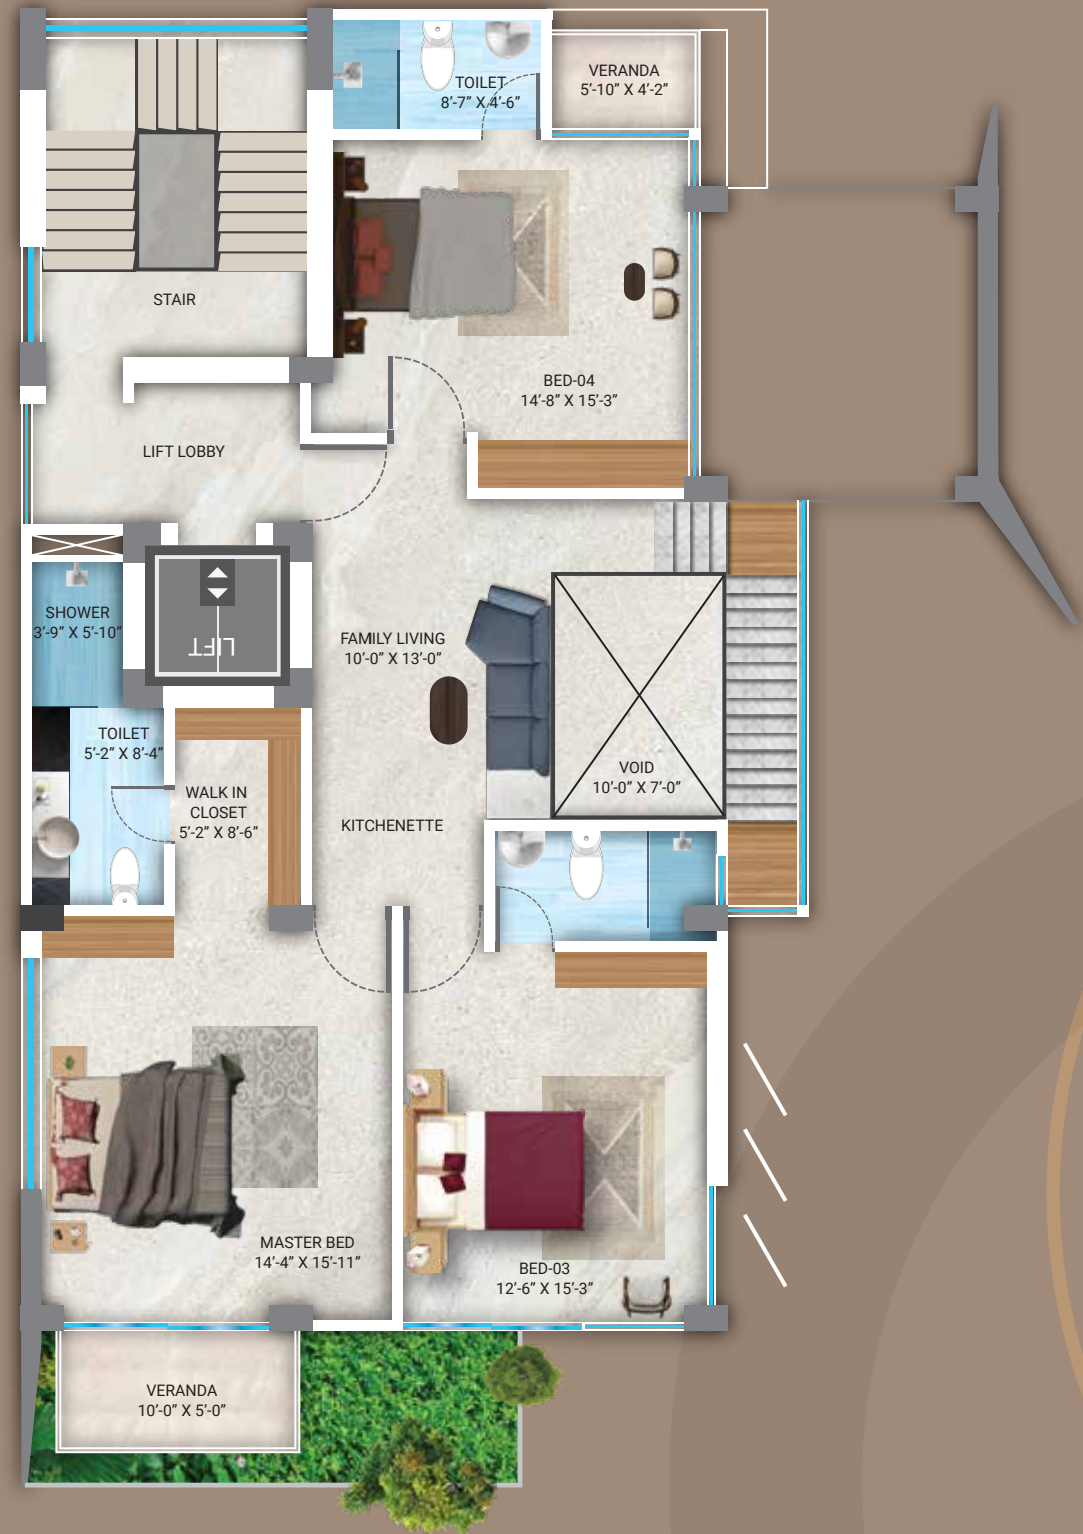 TOILET
8’-7” X 4’-6”
VERANDA
5’-10” X 4’-2”
STAIR
BED-04
14’-8” X 15’-3”
LIFT LOBBY
LIFT
SHOWER
3’-9” X 5’-10”
FAMILY LIVING
10’-0” X 13’-0”
TOILET
5’-2” X 8’-4”
WALK IN
CLOSET
5’-2” X 8’-6”
VOID
10’-0” X 7’-0”
KITCHENETTE
MASTER BED
14’-4” X 15’-11”
BED-03
12’-6” X 15’-3”
VERANDA
10’-0” X 5’-0”